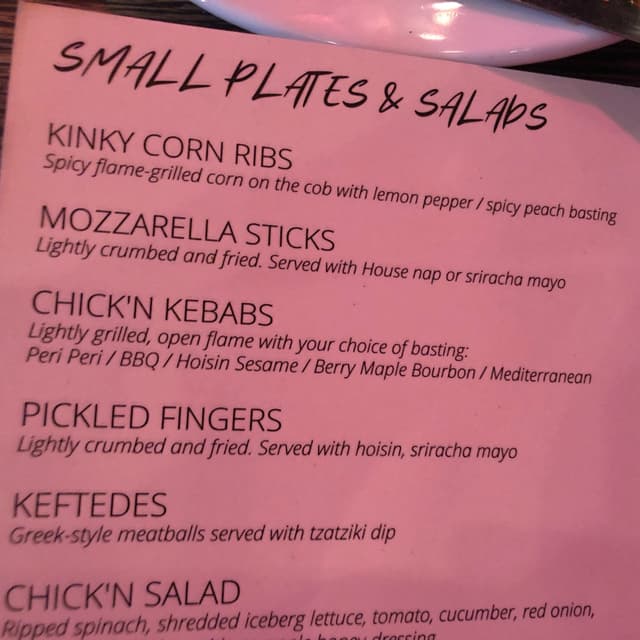 SMALL PLATES & SALADS
KINKY CORN RIBS
Spicy flame-grilled corn on the cob with lemon pepper / spicy peach basting
MOZZARELLA STICKS
Lightly crumbed and fried. Served with House nap or sriracha mayo
CHICK'N KEBABS
Lightly grilled, open flame with your choice of basting:
Peri Peri / BBQ / Hoisin Sesame / Berry Maple Bourbon / Mediterranean
PICKLED FINGERS
Lightly crumbed and fried. Served with hoisin, sriracha mayo
KEFTEDES
Greek-style meatballs served with tzatziki dip
CHICK'N SALAD
Ripped spinach, shredded iceberg lettuce, tomato, cucumber, red onion,
honey dressing